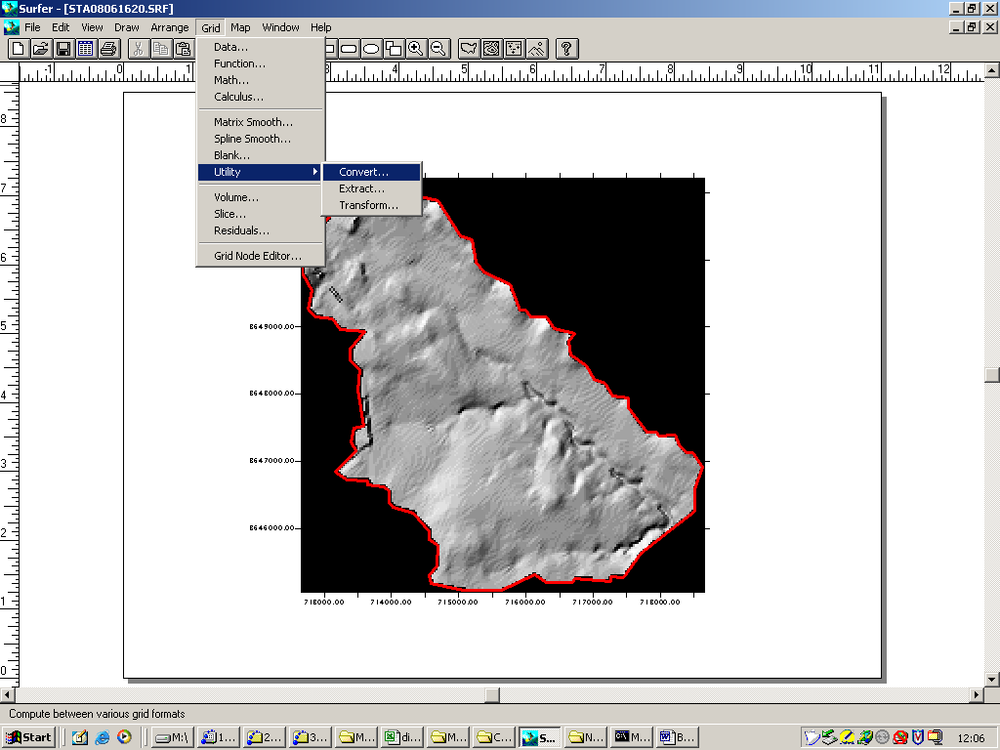 Surfer - [STA08061620.SRF]
File Edit View Draw Arrange Grid Map Window Help
Data...
Function...
Math...
Calculus...
Matrix Smooth...
Spline Smooth...
Blank...
Utility
Convert...
Extract...
Transform...
Volume...
Slice...
Residuals...
Grid Node Editor...
-1 0 3 4 5 6 7 8 9 10 11 12
8
7
6
5
4
3
2
1
0
8649000.00
8648000.00
8647000.00
8646000.00
713000.00 714000.00 715000.00 716000.00 717000.00 718000.00
Compute between various grid formats
Start M:\ 1... 2... 3... M... di... M... C... S... N... M... B... 12:06